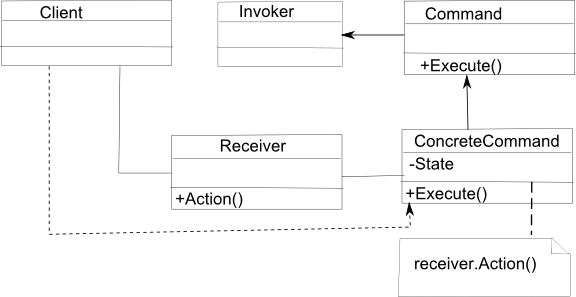 Client
Invoker
Command
+Execute()
Receiver
+Action()
ConcreteCommand
-State
+Execute()
receiver.Action()